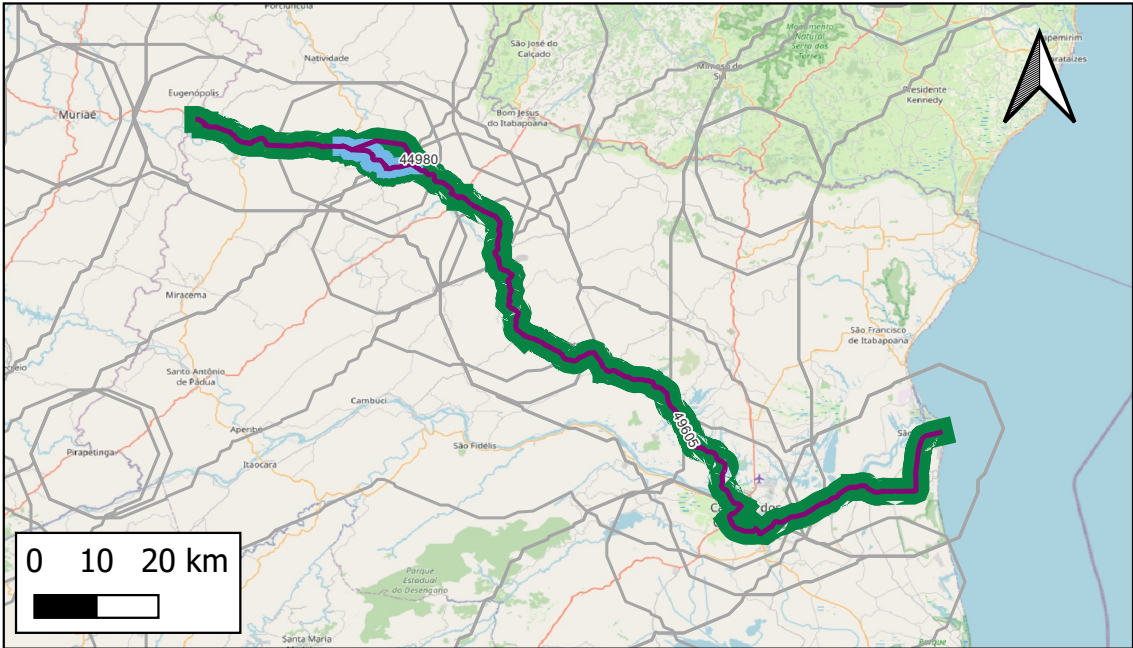 Porciúncula
Natividade
São José do
Calçado
Monumento
Natural
Serra das
Torres
Mimoso do
Sul
Presidente
Kennedy
Eugenópolis
Muriaé
Bom Jesus
do Itabapoana
44980
Miracema
São Francisco
de Itabapoana
Santo Antônio
de Pádua
Cambuci
49605
Aperibé
São Fidélis
Pirapetinga
Itaocara
Parque
Estadual
do Desengano
0 10 20 km
Santa Maria
Parque